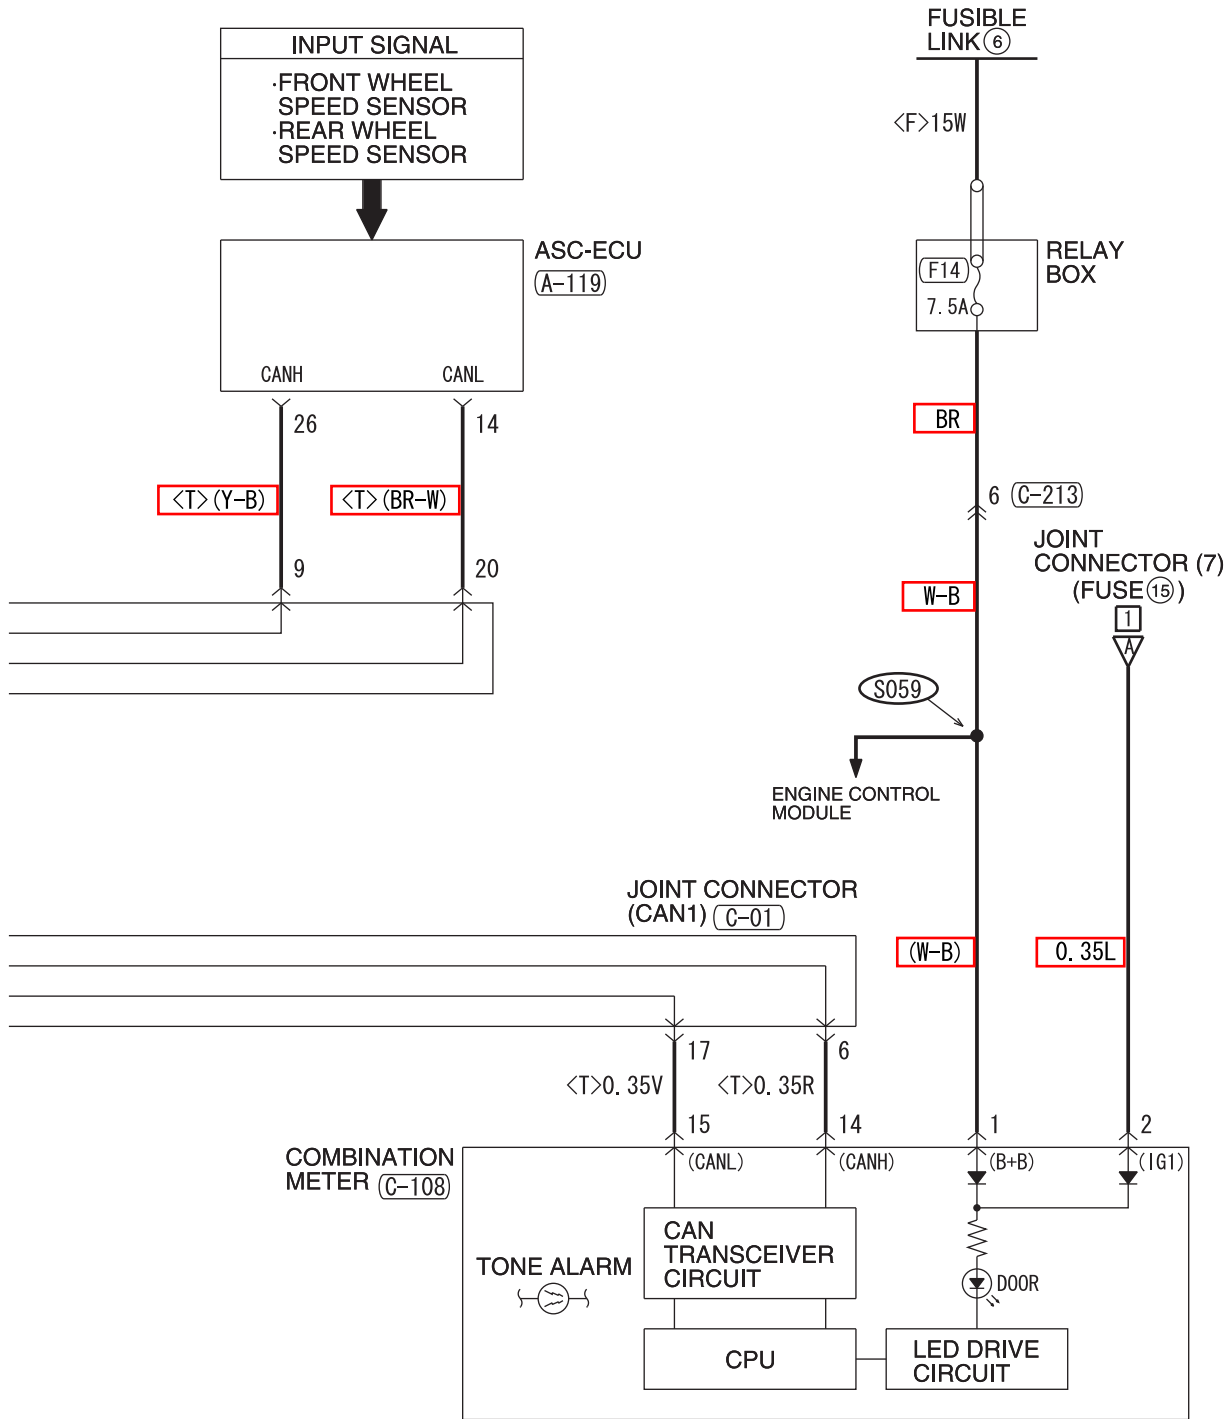 INPUT SIGNAL
·FRONT WHEEL
SPEED SENSOR
·REAR WHEEL
SPEED SENSOR
ASC-ECU
A-119
CANH
CANL
26
14
<T>(Y-B)
<T>(BR-W)
9
20
FUSIBLE
LINK 6
<F>15W
F14
7.5A
RELAY
BOX
BR
6 C-213
W-B
JOINT
CONNECTOR (7)
(FUSE 15)
1
A
S059
ENGINE CONTROL
MODULE
JOINT CONNECTOR
(CAN1) C-01
(W-B)
0.35L
17
6
<T>0.35V
<T>0.35R
15
14
1
2
(CANL)
(CANH)
(B+B)
(IG1)
COMBINATION
METER C-108
CAN
TRANSCEIVER
CIRCUIT
TONE ALARM
DOOR
CPU
LED DRIVE
CIRCUIT